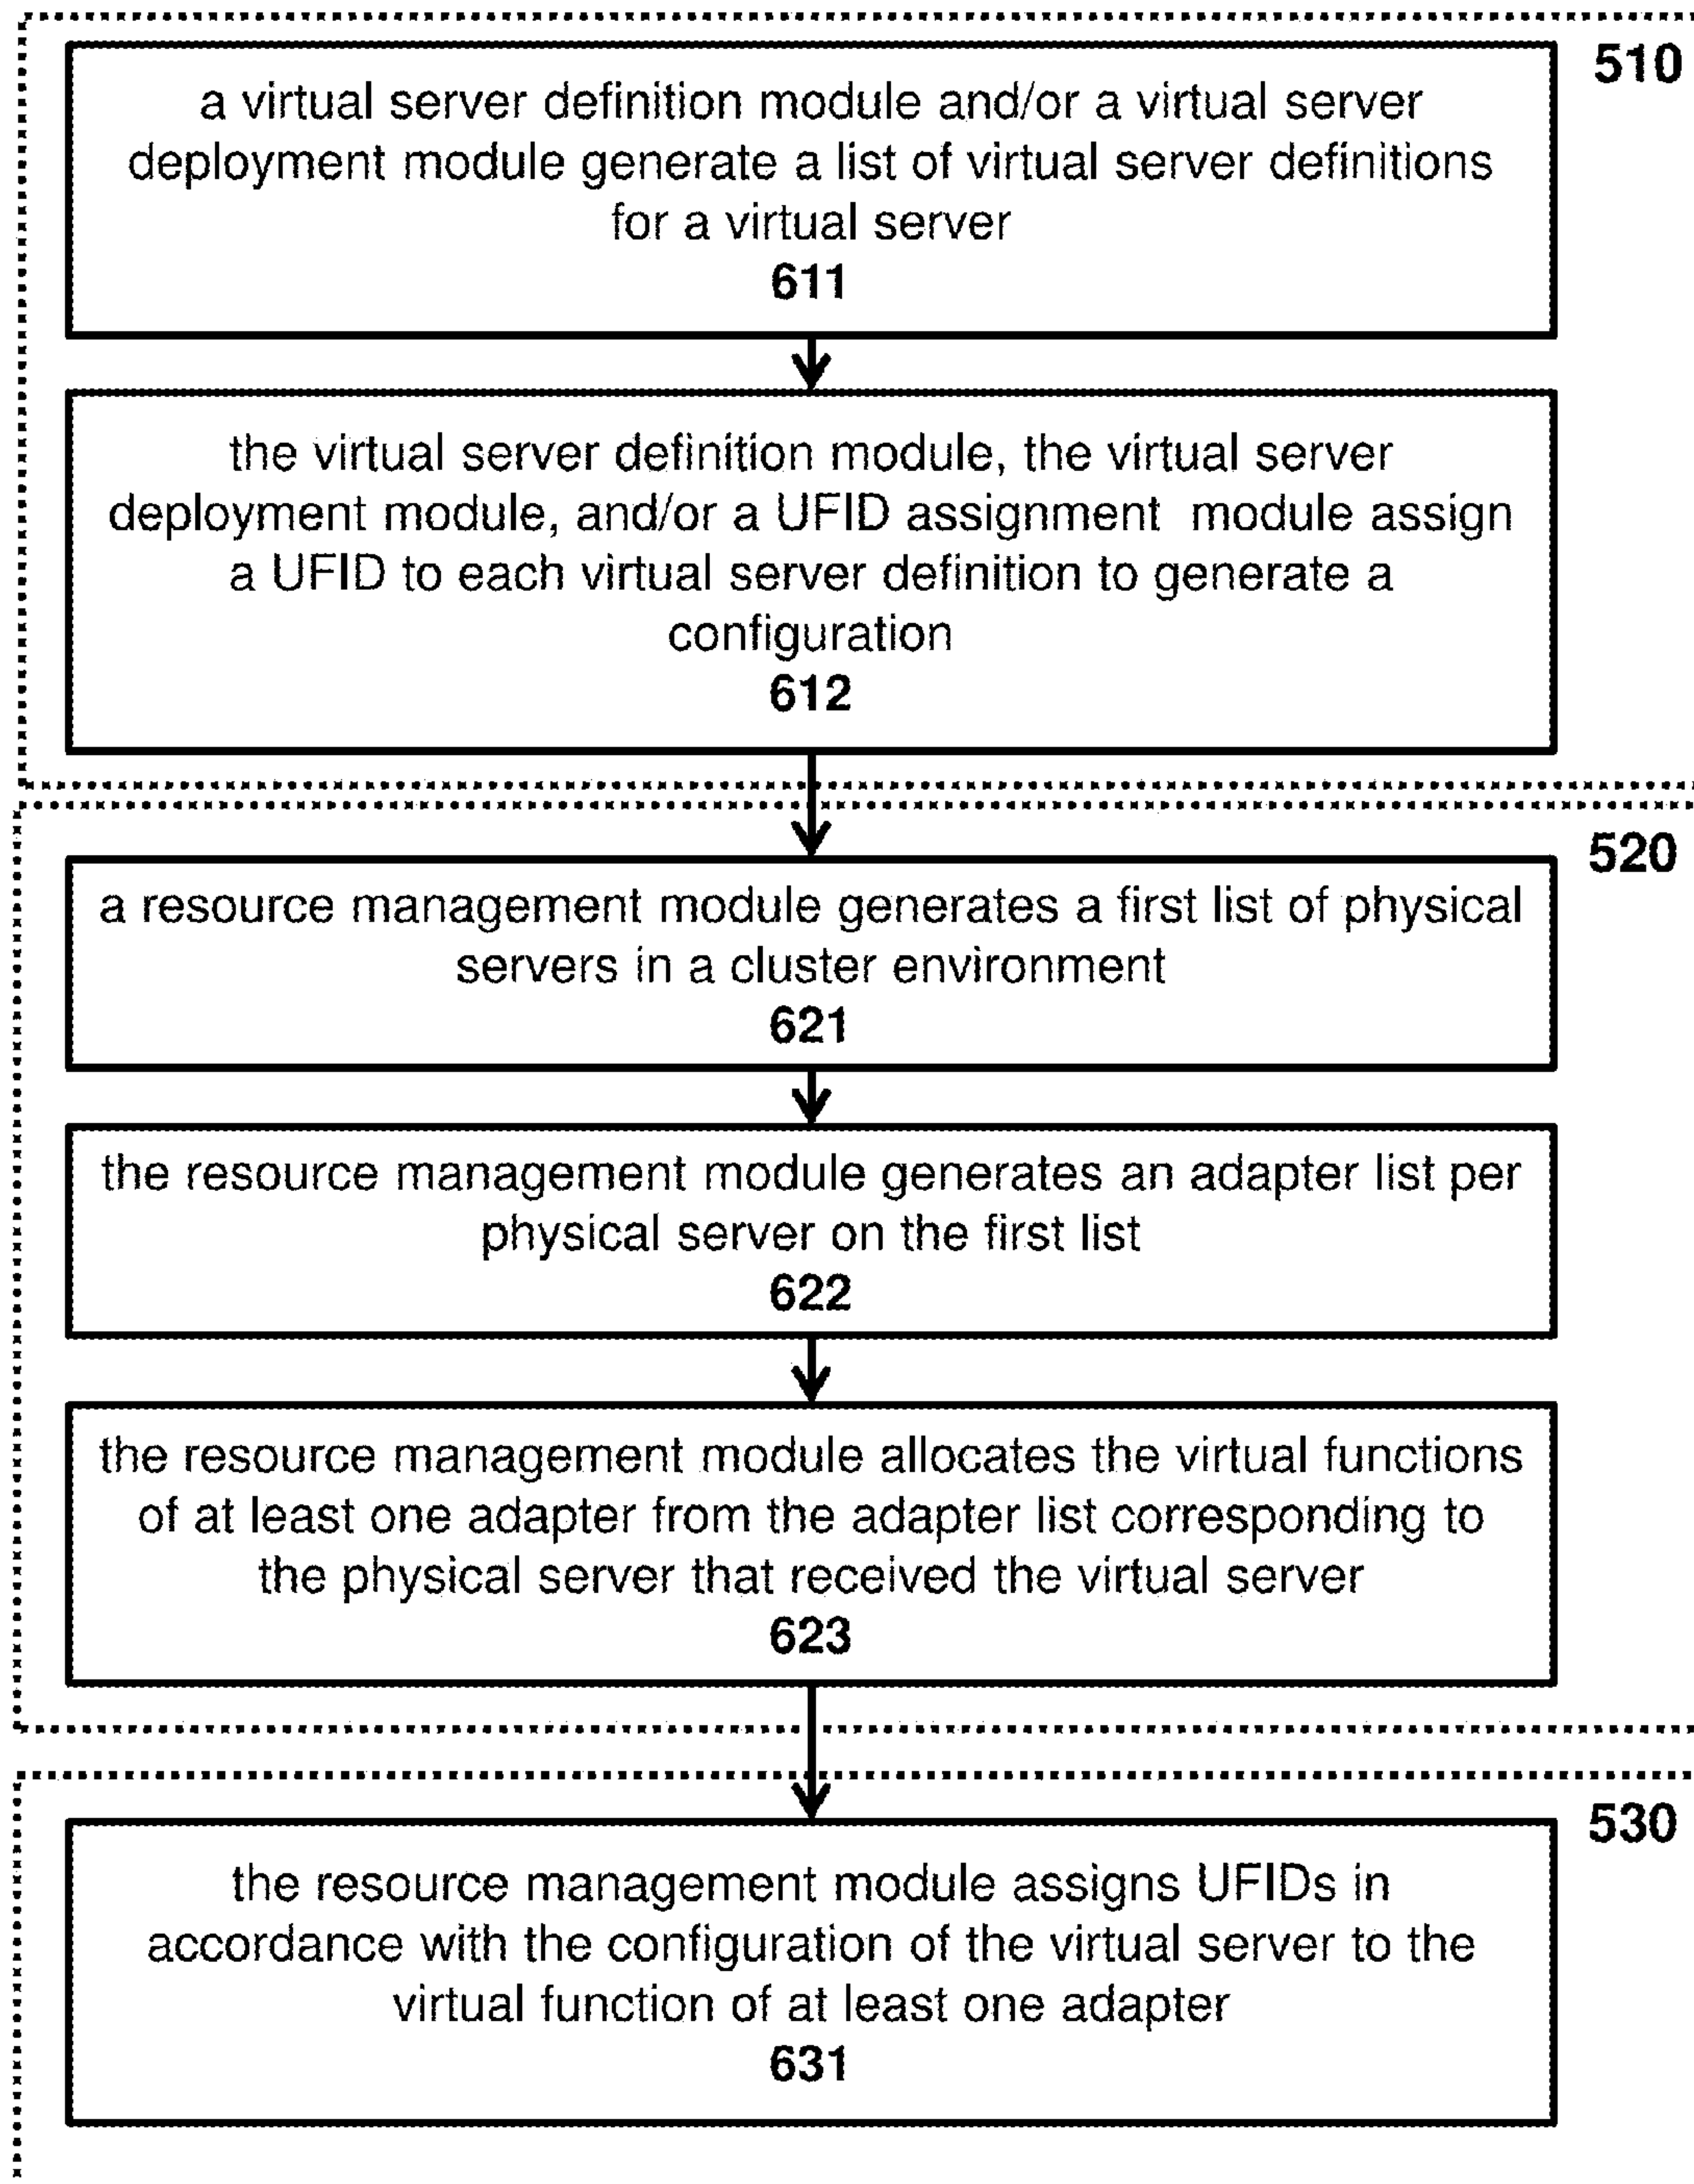 510
a virtual server definition module and/or a virtual server
deployment module generate a list of virtual server definitions
for a virtual server
611
the virtual server definition module, the virtual server
deployment module, and/or a UFID assignment module assign
a UFID to each virtual server definition to generate a
configuration
612
520
a resource management module generates a first list of physical
servers in a cluster environment
621
the resource management module generates an adapter list per
physical server on the first list
622
the resource management module allocates the virtual functions
of at least one adapter from the adapter list corresponding to
the physical server that received the virtual server
623
530
the resource management module assigns UFIDs in
accordance with the configuration of the virtual server to the
virtual function of at least one adapter
631